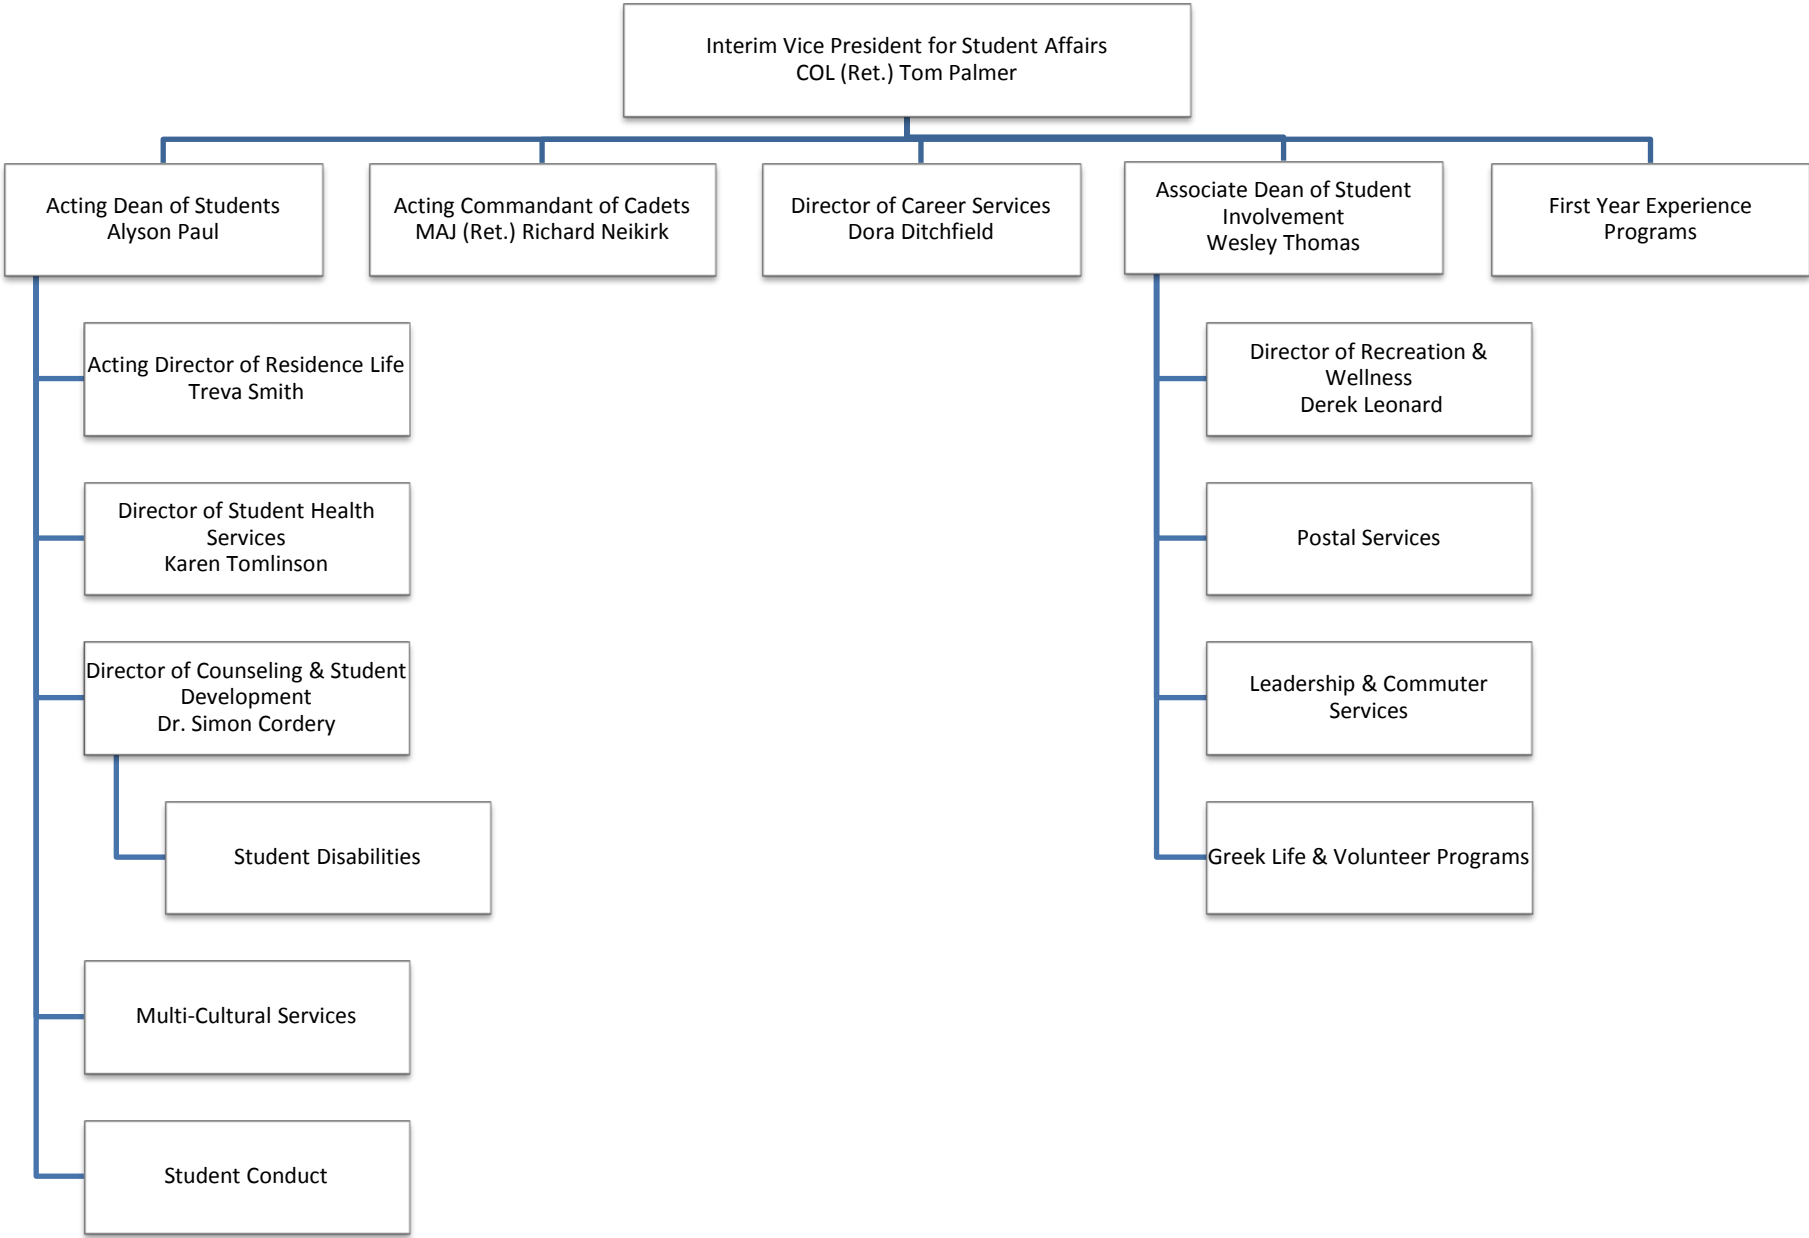 Interim Vice President for Student Affairs
COL (Ret.) Tom Palmer
Acting Dean of Students
Alyson Paul
Acting Commandant of Cadets
MAJ (Ret.) Richard Neikirk
Director of Career Services
Dora Ditchfield
Associate Dean of Student
Involvement
Wesley Thomas
First Year Experience
Programs
Acting Director of Residence Life
Treva Smith
Director of Student Health
Services
Karen Tomlinson
Director of Counseling & Student
Development
Dr. Simon Cordery
Student Disabilities
Multi-Cultural Services
Student Conduct
Director of Recreation &
Wellness
Derek Leonard
Postal Services
Leadership & Commuter
Services
Greek Life & Volunteer Programs